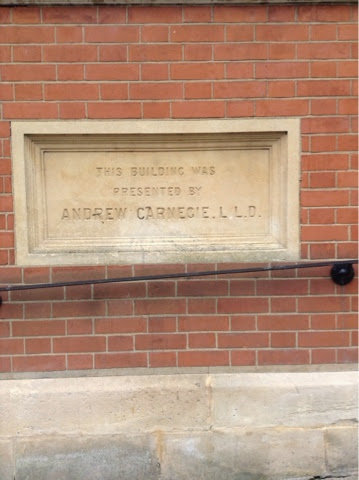 THIS BUILDING WAS
PRESENTED BY
ANDREW CARNEGIE. L L.D.